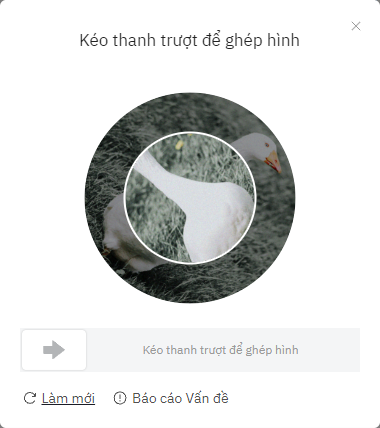 Kéo thanh trượt để ghép hình
Kéo thanh trượt để ghép hình
Làm mới
Báo cáo Vấn đề